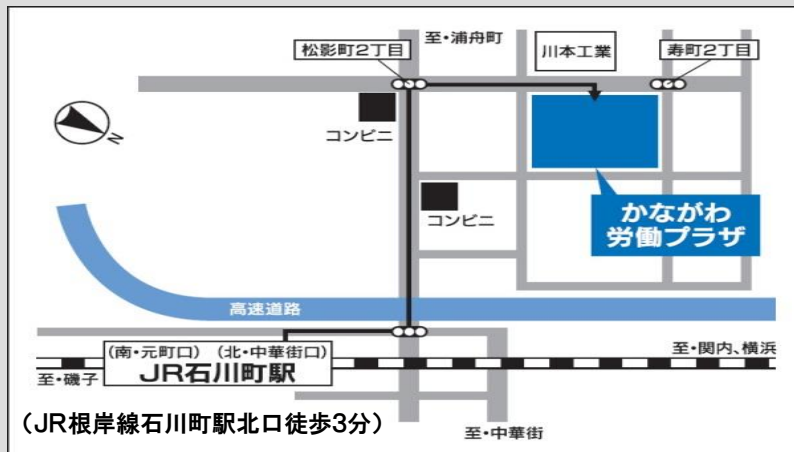 至・浦舟町
松影町2丁目
川本工業
寿町2丁目
コンビニ
N
コンビニ
かながわ
労働プラザ
高速道路
(南・元町口) (北・中華街口)
JR石川町駅
至・関内、横浜
至・磯子
(JR根岸線石川町駅北口徒歩3分)
至・中華街